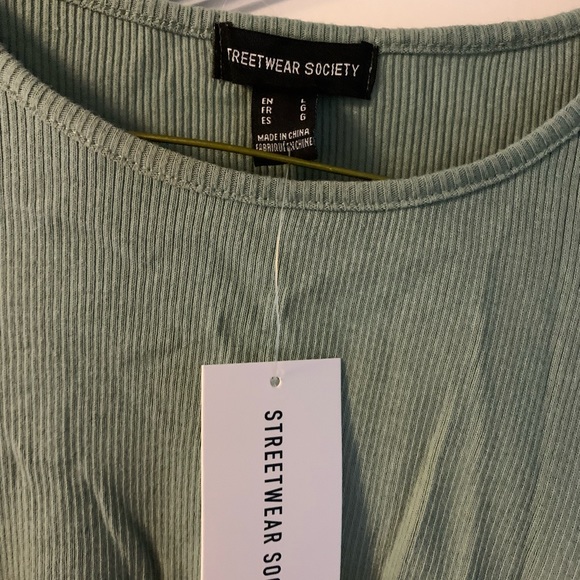 TREETWEAR SOCIETY
EN L
FR G
ES G
MADE IN CHINA
FABRIQUÉ EN CHINE
STREETWEAR SOC